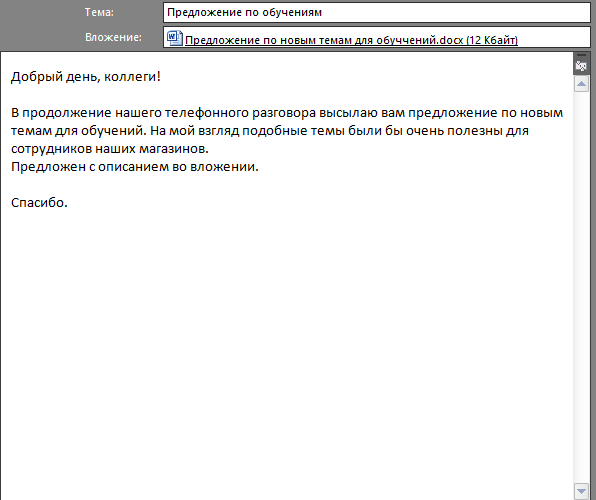 Тема: Предложение по обучениям
Вложение: Предложение по новым темам для обуччений.docx (12 Кбайт)
Добрый день, коллеги!
В продолжение нашего телефонного разговора высылаю вам предложение по новым
темам для обучений. На мой взгляд подобные темы были бы очень полезны для
сотрудников наших магазинов.
Предложен с описанием во вложении.
Спасибо.